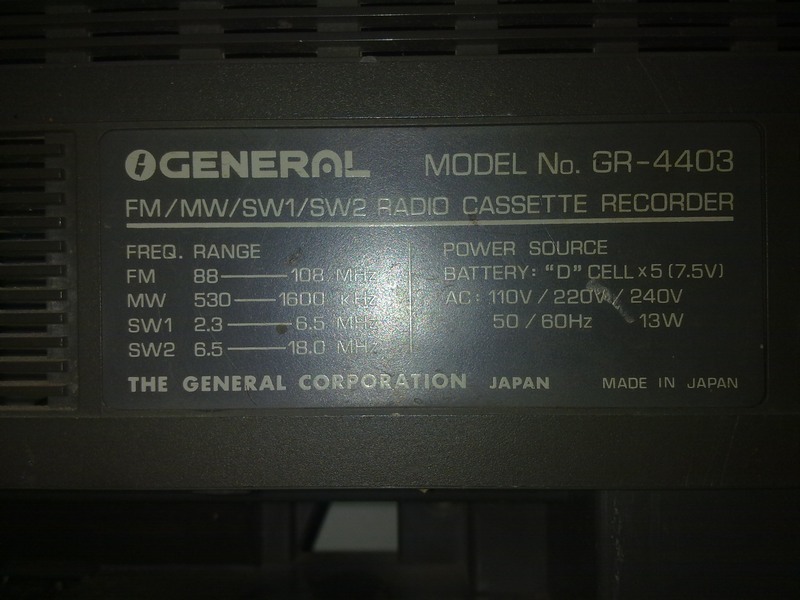 GENERAL MODEL No. GR-4403
FM/MW/SW1/SW2 RADIO CASSETTE RECORDER
FREQ. RANGE
FM 88 — 108 MHz
MW 530 — 1600 kHz
SW1 2.3 — 6.5 MHz
SW2 6.5 — 18.0 MHz
POWER SOURCE
BATTERY: "D" CELL x 5 (7.5V)
AC: 110V / 220V / 240V
50 / 60Hz 13W
THE GENERAL CORPORATION JAPAN MADE IN JAPAN